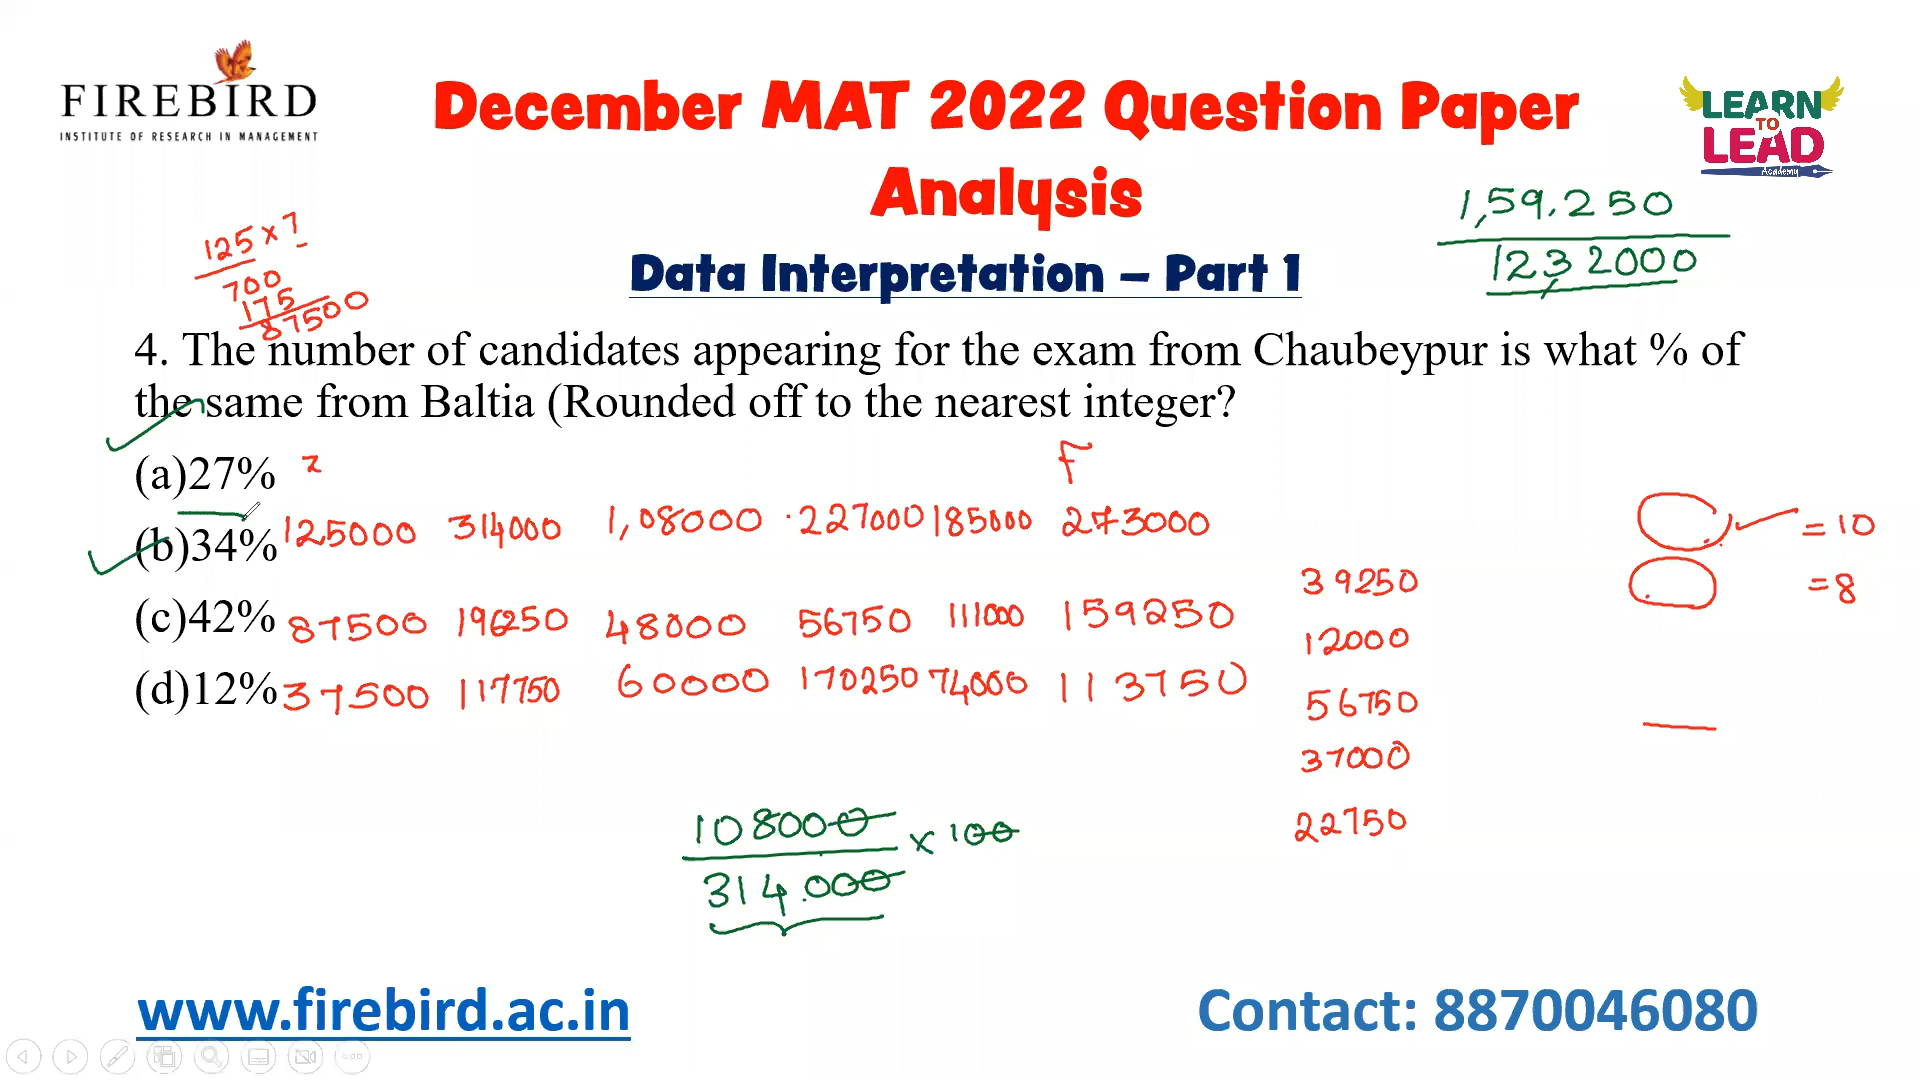 FIREBIRD
INSTITUTE OF RESEARCH IN MANAGEMENT
December MAT 2022 Question Paper
Analysis
LEARN
TO
LEAD
Academy
1,59,250
1232000
125 x 7
700
175
87500
Data Interpretation – Part 1
4. The number of candidates appearing for the exam from Chaubeypur is what % of
the same from Baltia (Rounded off to the nearest integer?
(a)27%
F
(b)34% 125000 314000 1,08000 227000 185000 273000
= 10
39250
= 8
(c)42% 87500 196250 48000 56750 111000 159250
12000
(d)12% 37500 117750 60000 170250 74000 113750
56750
37000
22750
108000 x 100
314000
www.firebird.ac.in
Contact: 8870046080